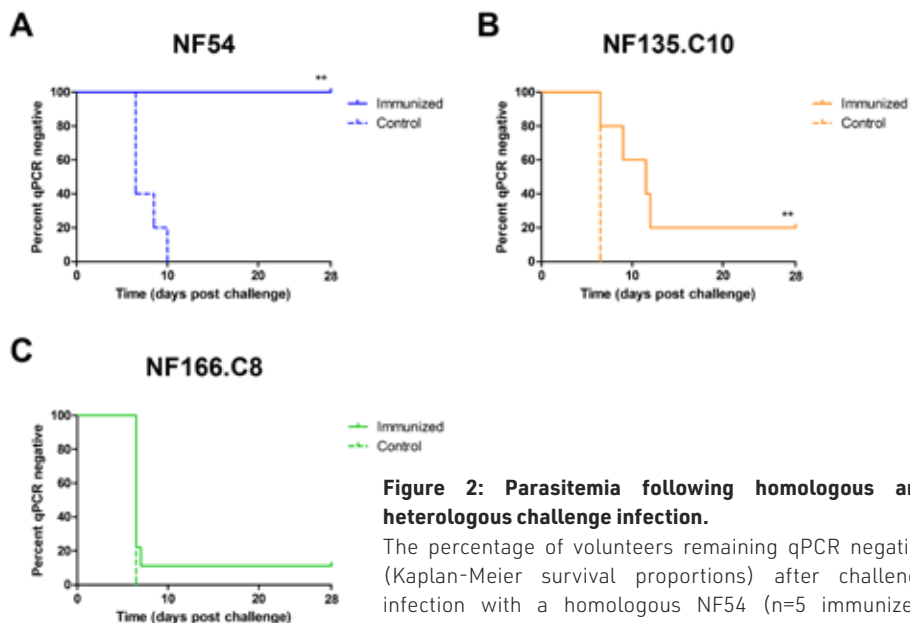 A
NF54
100
80
60
40
20
0
Percent qPCR negative
0 10 20 28
Time (days post challenge)
**
Immunized
Control
B
NF135.C10
100
80
60
40
20
0
Percent qPCR negative
0 10 20 28
Time (days post challenge)
**
Immunized
Control
C
NF166.C8
100
80
60
40
20
0
Percent qPCR negative
0 10 20 28
Time (days post challenge)
Immunized
Control
Figure 2: Parasitemia following homologous an
heterologous challenge infection.
The percentage of volunteers remaining qPCR negativ
(Kaplan-Meier survival proportions) after challeng
infection with a homologous NF54 (n=5 immunize